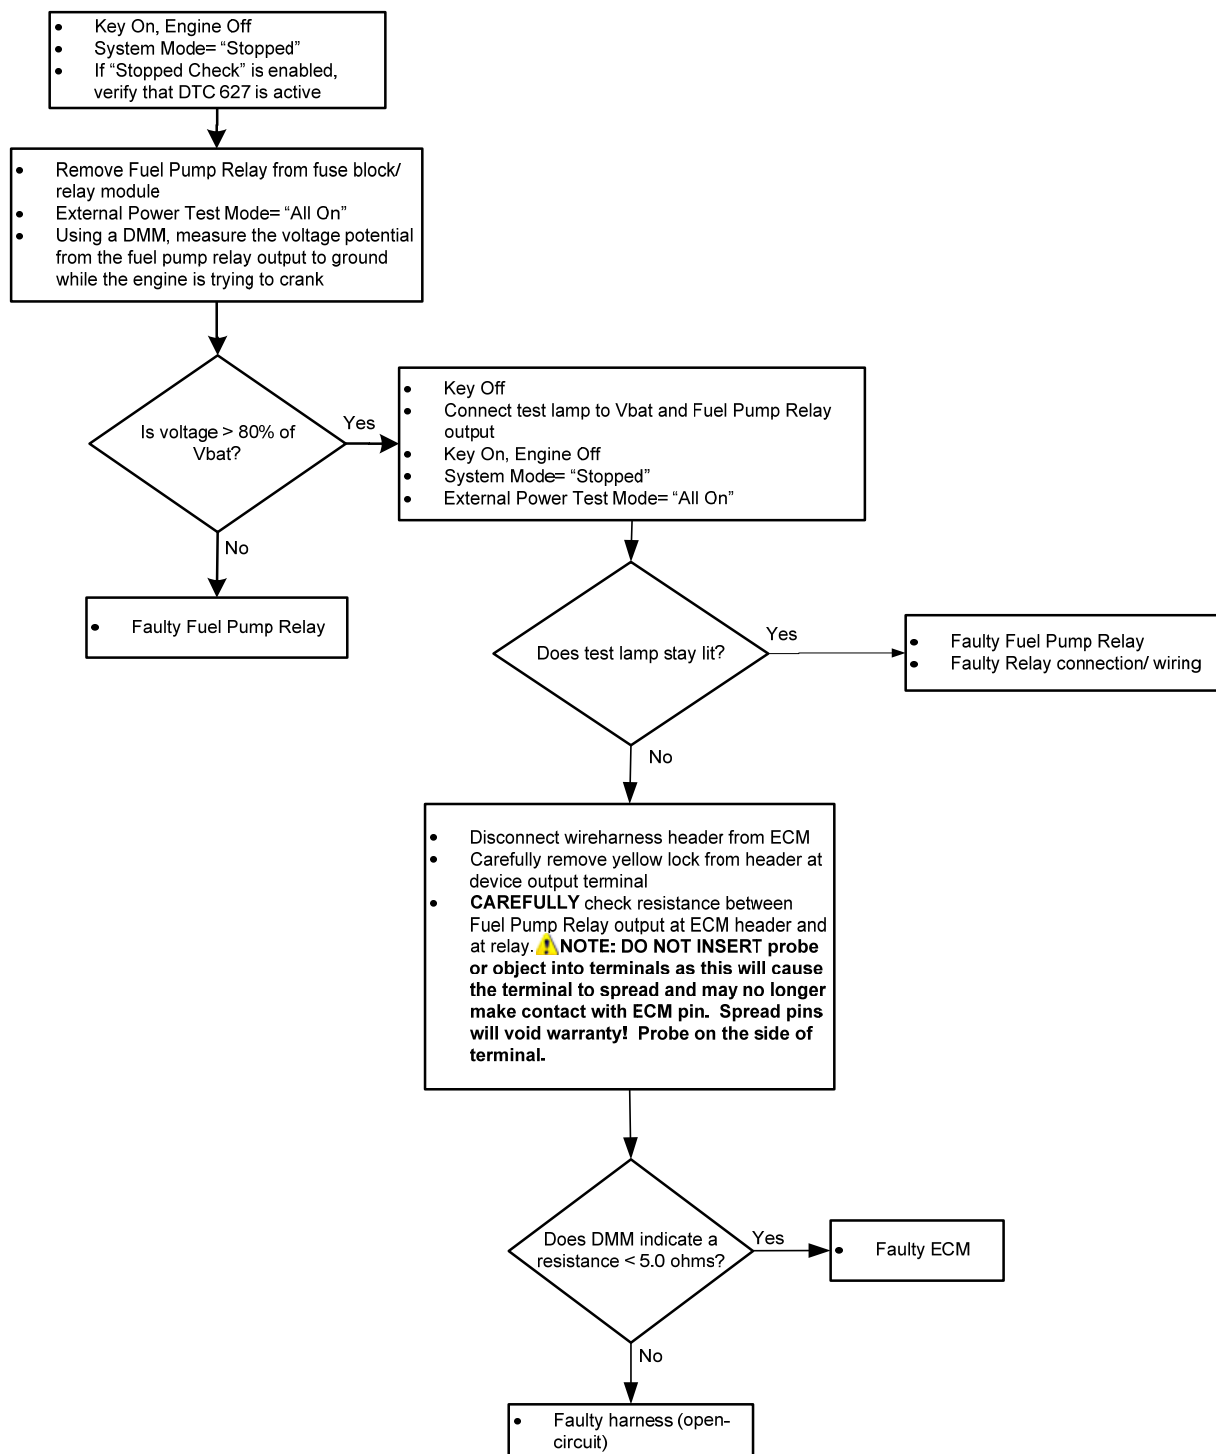 • Key On, Engine Off
• System Mode= “Stopped”
• If “Stopped Check” is enabled,
verify that DTC 627 is active
• Remove Fuel Pump Relay from fuse block/
relay module
• External Power Test Mode= “All On”
• Using a DMM, measure the voltage potential
from the fuel pump relay output to ground
while the engine is trying to crank
Is voltage > 80% of
Vbat?
Yes
• Key Off
• Connect test lamp to Vbat and Fuel Pump Relay
output
• Key On, Engine Off
• System Mode= “Stopped”
• External Power Test Mode= “All On”
No
• Faulty Fuel Pump Relay
Does test lamp stay lit?
Yes
• Faulty Fuel Pump Relay
• Faulty Relay connection/ wiring
No
• Disconnect wireharness header from ECM
• Carefully remove yellow lock from header at
device output terminal
• CAREFULLY check resistance between
Fuel Pump Relay output at ECM header and
at relay. NOTE: DO NOT INSERT probe
or object into terminals as this will cause
the terminal to spread and may no longer
make contact with ECM pin. Spread pins
will void warranty! Probe on the side of
terminal.
Does DMM indicate a
resistance < 5.0 ohms?
Yes
• Faulty ECM
No
• Faulty harness (open-
circuit)